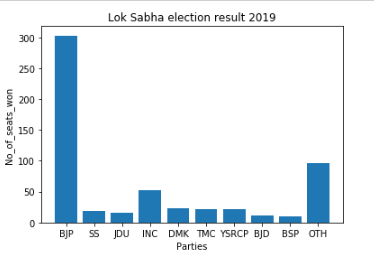 Lok Sabha election result 2019
No_of_seats_won
300
250
200
150
100
50
0
BJP SS JDU INC DMK TMC YSRCP BJD BSP OTH
Parties